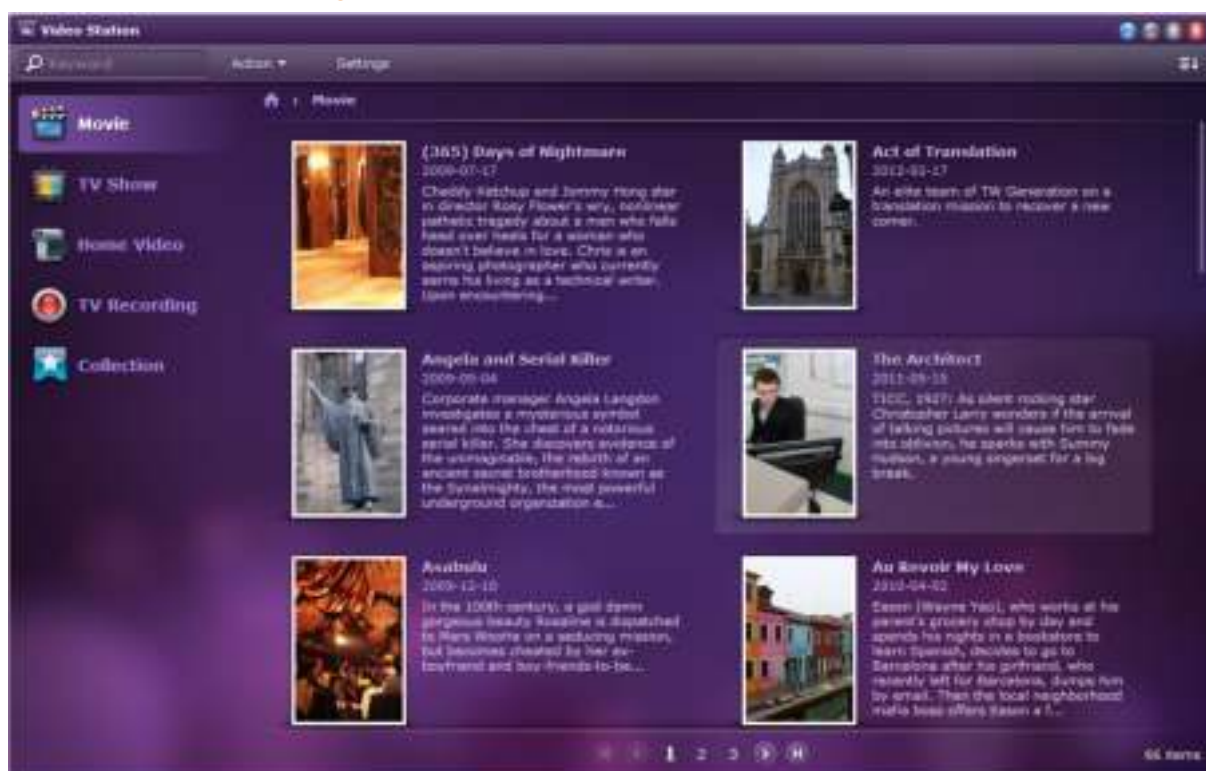 Video Station
Keyword
Action
Settings
Movie
TV Show
Home Video
TV Recording
Collection
Movie
(365) Days of Nightmare
2009-07-17
Cheddy Ketchup and Jommy Hong star
in director Rosy Flower's wry, nonlinear
pathetic tragedy about a man who falls
head over heels for a woman who
doesn't believe in love. Chris is an
aspiring photographer who currently
earns his living as a technical writer.
Upon encountering...
Act of Translation
2012-02-17
An elite team of TW Generation on a
translation mission to recover a new
comer.
Angela and Serial Killer
2009-05-04
Corporate manager Angela Langdon
investigates a mysterious symbol
seared into the chest of a notorious
serial killer. She discovers evidence of
the unimaginable, the rebirth of an
ancient secret brotherhood known as
the Synalmighty, the most powerful
underground organization e...
The Architect
2011-09-15
TICC, 1927: As silent rocking star
Christopher Larry wonders if the arrival
of talking pictures will cause him to fade
into oblivion, he sparks with Summy
Hudson, a young singerset for a big
break.
Asabulu
2009-12-10
In the 100th century, a god damn
gorgeous beauty Rosaline is dispatched
to Mars on a seducing mission,
but becomes cheated by her ex-
boyfriend and boy-friends-to-be...
Au Revoir My Love
2010-04-02
Eason (Wayne Yao), who works at his
parent's grocery shop by day and
spends his nights in a bookstore to
learn Spanish, decides to go to
Barcelona after his girlfriend, who
recently left for Barcelona, dumps him
by email. Then the local neighborhood
mafia boss offers Eason a f...
1 2 3
66 items